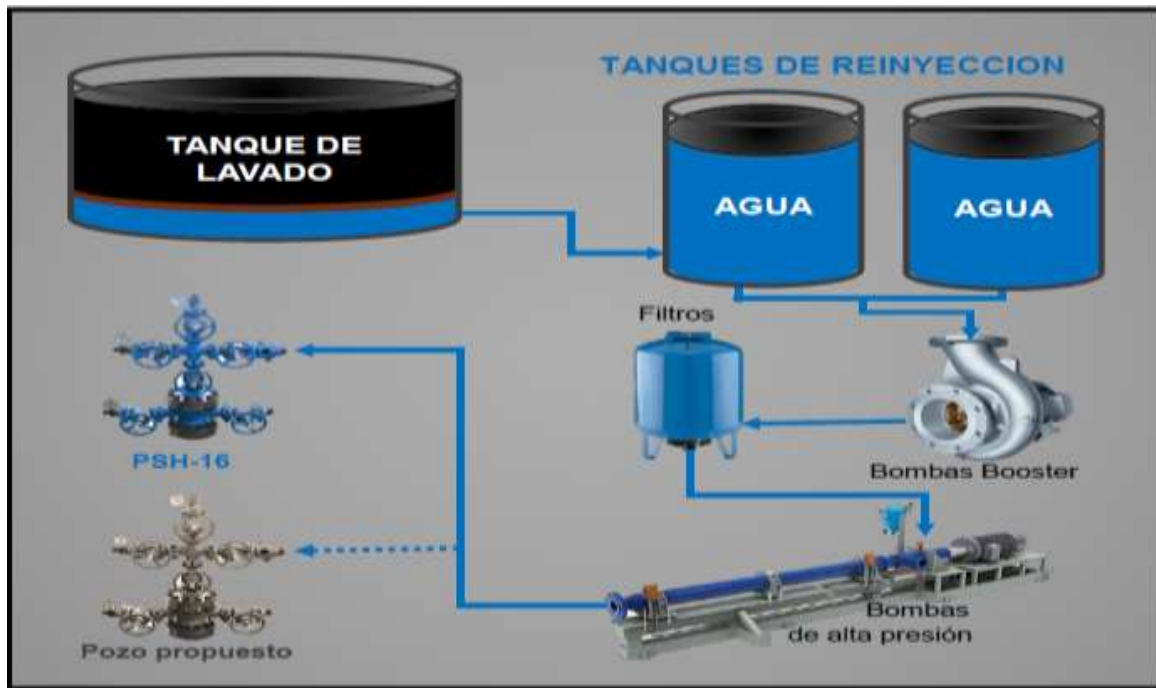 TANQUES DE REINYECCION
TANQUE DE
LAVADO
AGUA
AGUA
Filtros
PSH-16
Bombas Booster
Bombas
de alta presión
Pozo propuesto